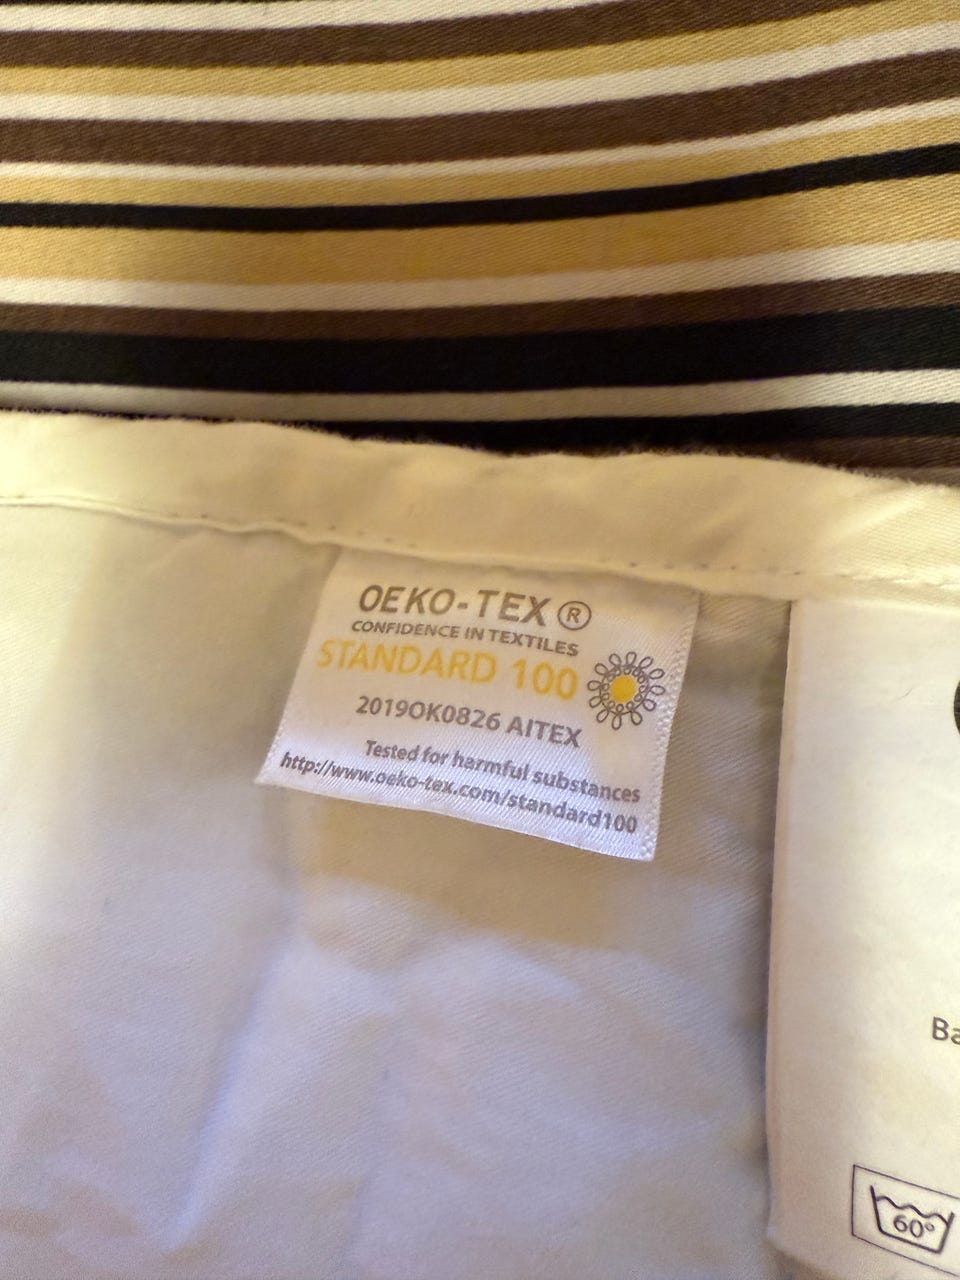 OEKO-TEX®
CONFIDENCE IN TEXTILES
STANDARD 100
2019OK0826 AITEX
Tested for harmful substances
http://www.oeko-tex.com/standard100
Ba
60°